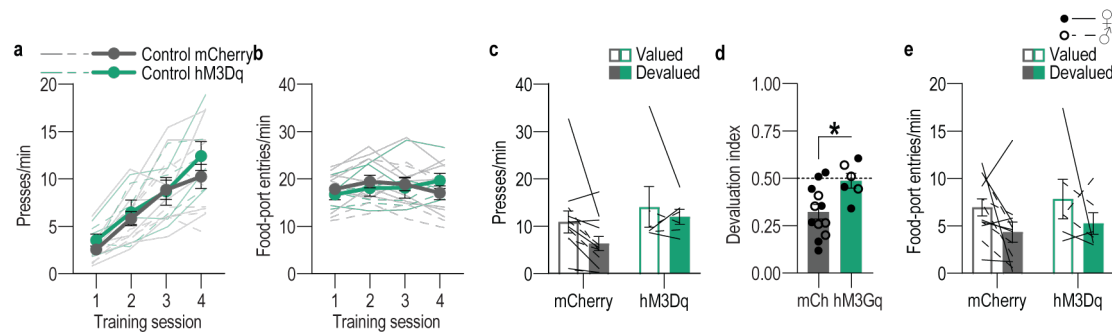 a
Control mCherry
Control hM3Dq
Presses/min
20
15
10
5
0
1 2 3 4
Training session
b
Food-port entries/min
40
30
20
10
0
1 2 3 4
Training session
c
Valued
Devalued
Presses/min
40
30
20
10
0
mCherry hM3Dq
d
Devaluation index
1.00
0.75
0.50
0.25
0.00
*
mCh hM3Gq
♀
♂
e
Valued
Devalued
Food-port entries/min
20
15
10
5
0
mCherry hM3Dq